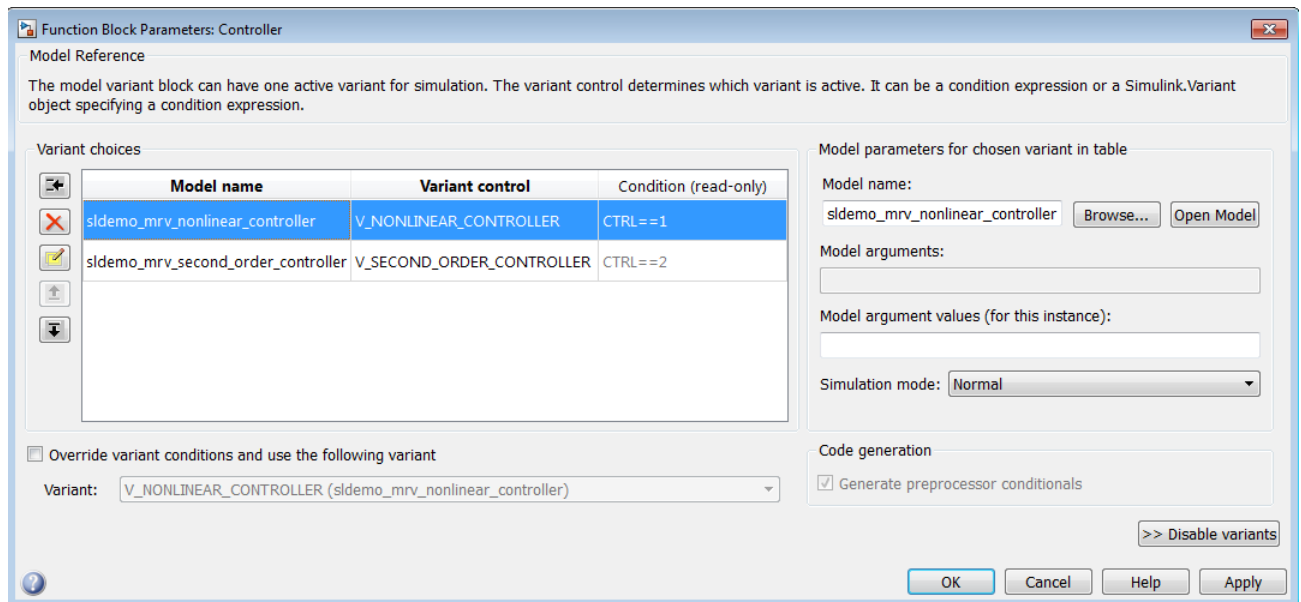 Function Block Parameters: Controller
Model Reference
The model variant block can have one active variant for simulation. The variant control determines which variant is active. It can be a condition expression or a Simulink.Variant
object specifying a condition expression.
Variant choices
Model name Variant control Condition (read-only)
sldemo_mrv_nonlinear_controller V_NONLINEAR_CONTROLLER CTRL==1
sldemo_mrv_second_order_controller V_SECOND_ORDER_CONTROLLER CTRL==2
Override variant conditions and use the following variant
Variant: V_NONLINEAR_CONTROLLER (sldemo_mrv_nonlinear_controller)
Model parameters for chosen variant in table
Model name:
sldemo_mrv_nonlinear_controller Browse... Open Model
Model arguments:
Model argument values (for this instance):
Simulation mode: Normal
Code generation
Generate preprocessor conditionals
>> Disable variants
OK Cancel Help Apply